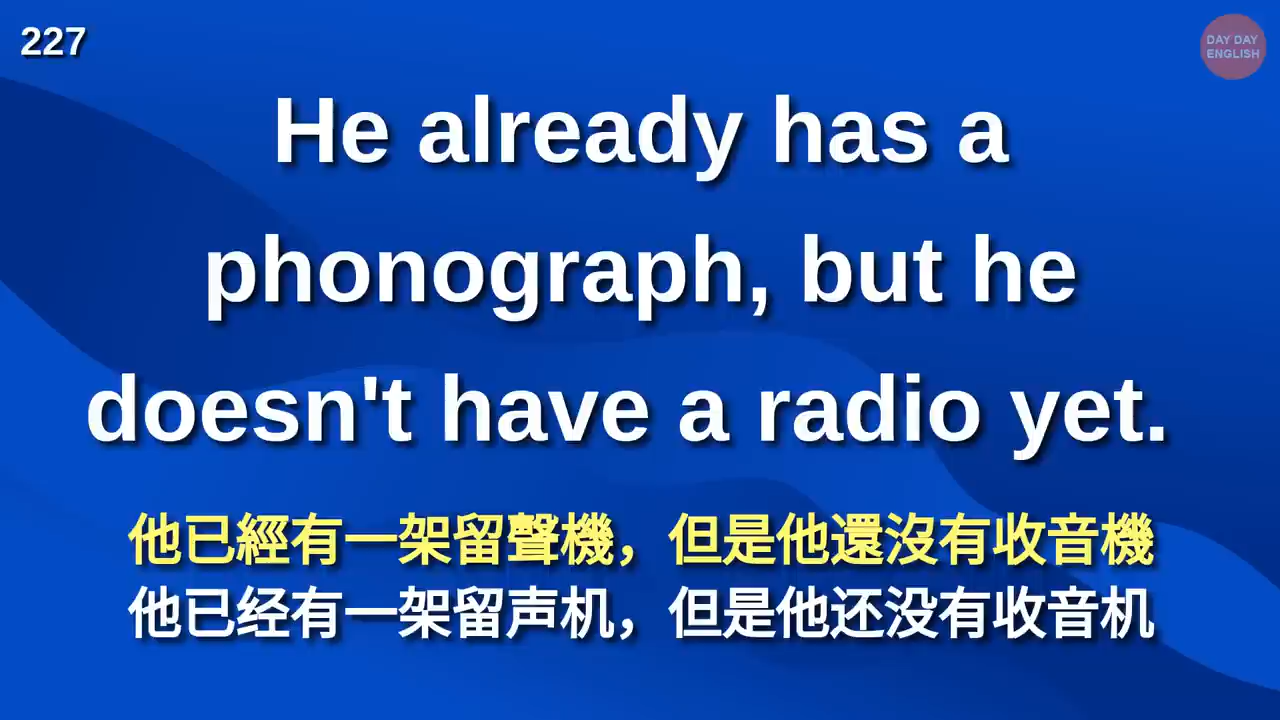 227
DAY DAY
ENGLISH
He already has a
phonograph, but he
doesn't have a radio yet.
他已經有一架留聲機，但是他還沒有收音機
他已经有一架留声机，但是他还没有收音机